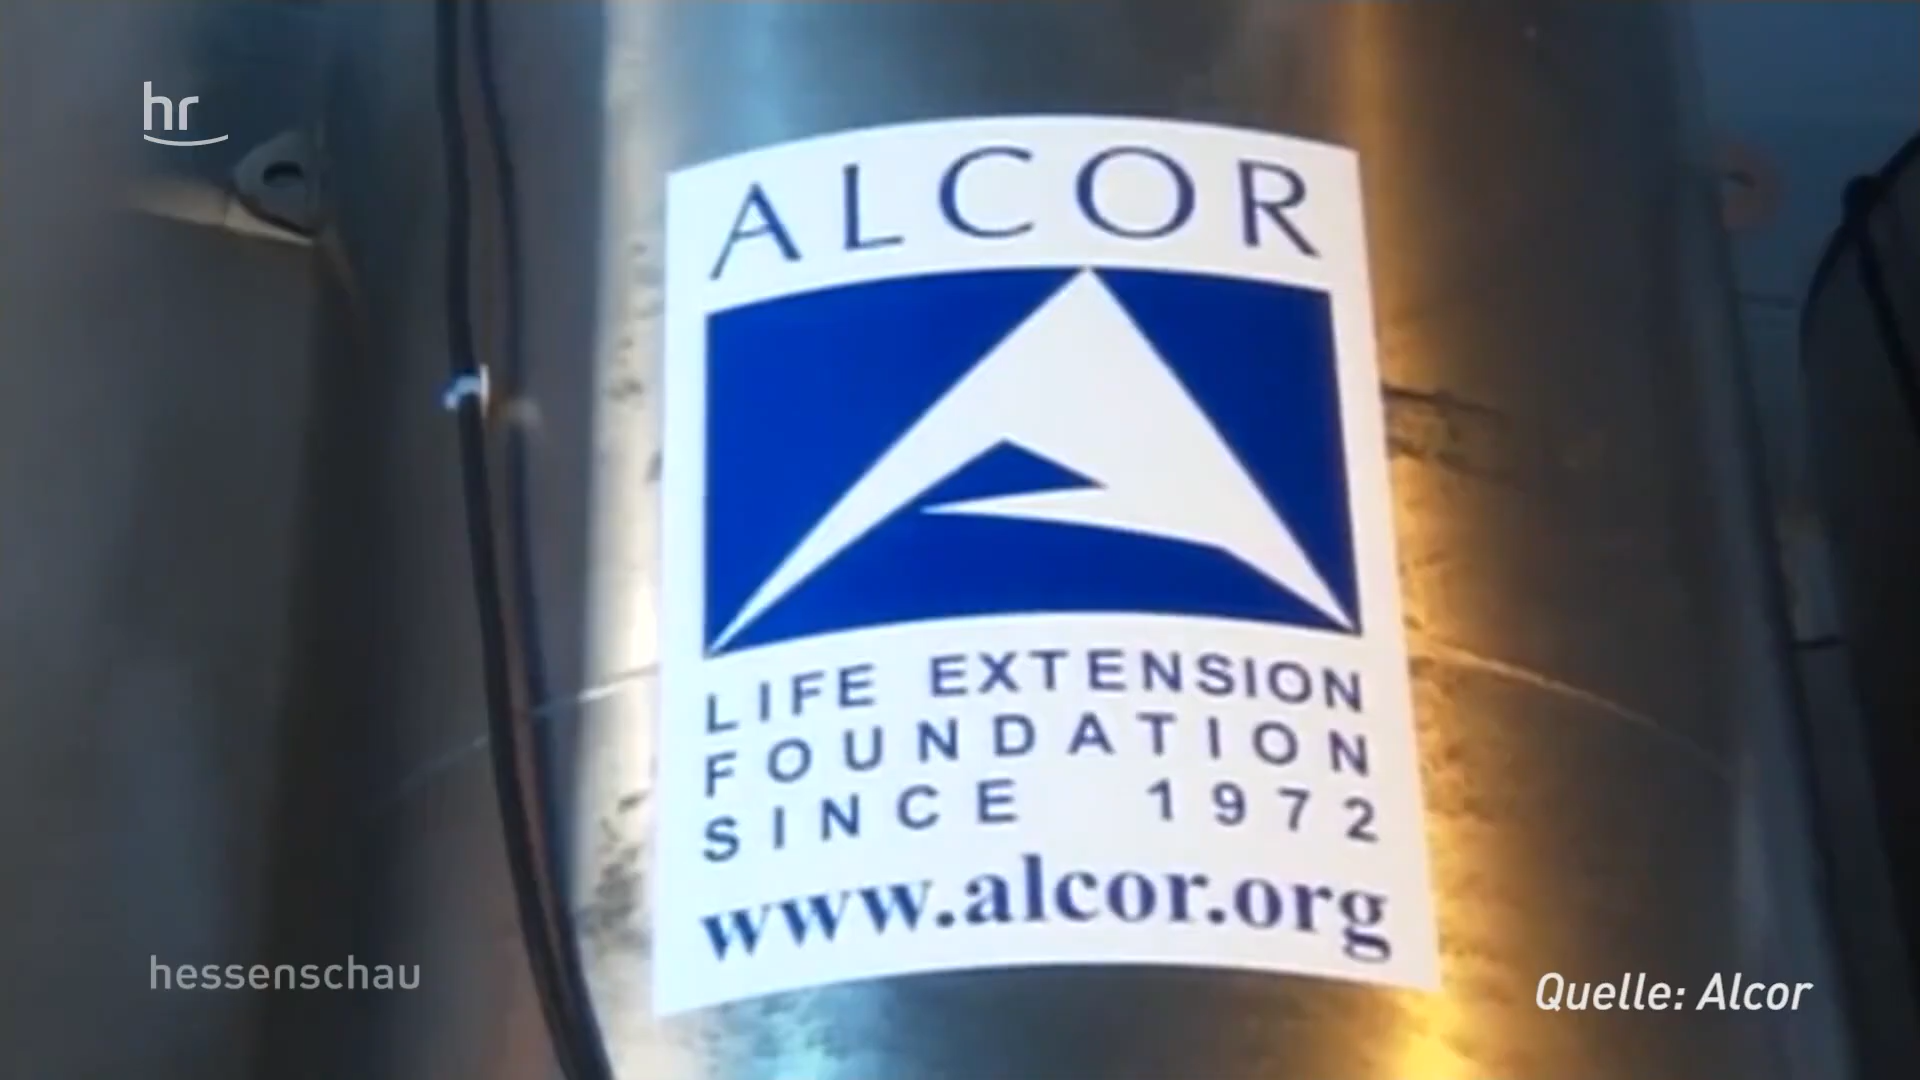 hr
ALCOR
LIFE EXTENSION
FOUNDATION
SINCE 1972
www.alcor.org
hessenschau
Quelle: Alcor